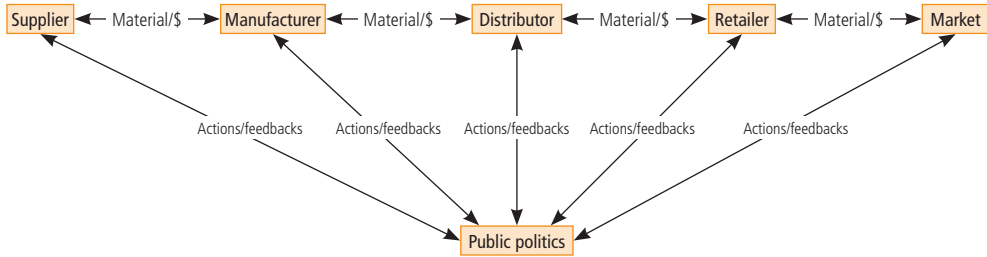 Supplier Material/$ Manufacturer Material/$ Distributor Material/$ Retailer Material/$ Market
Actions/feedbacks Actions/feedbacks Actions/feedbacks Actions/feedbacks Actions/feedbacks
Public politics